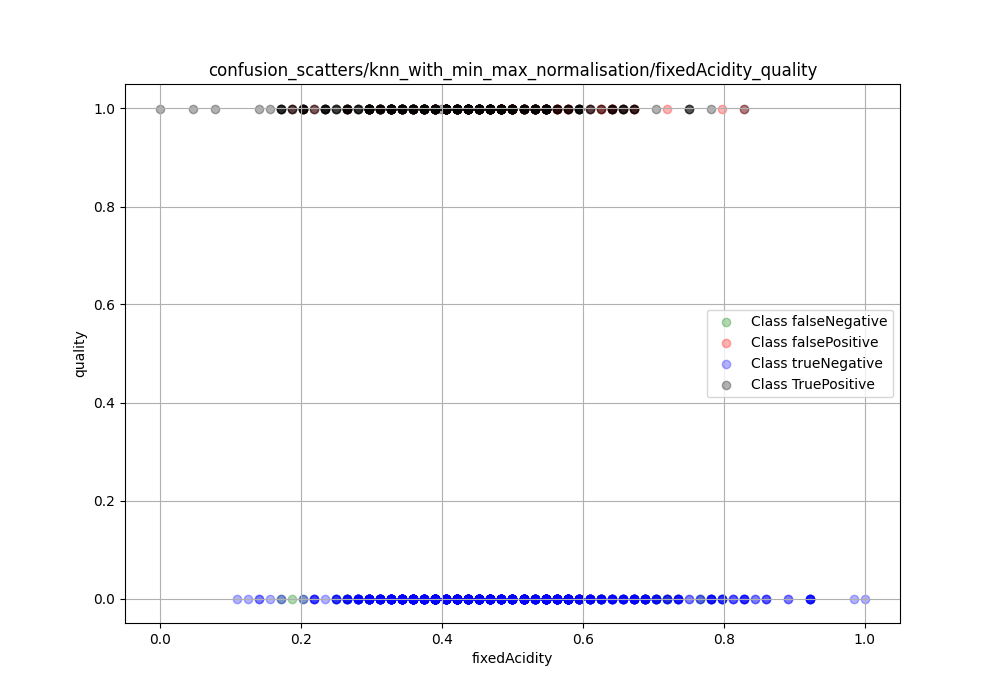 confusion_scatters/knn_with_min_max_normalisation/fixedAcidity_quality
1.0
0.8
0.6
0.4
0.2
0.0
quality
Class falseNegative
Class falsePositive
Class trueNegative
Class TruePositive
0.0 0.2 0.4 0.6 0.8 1.0
fixedAcidity